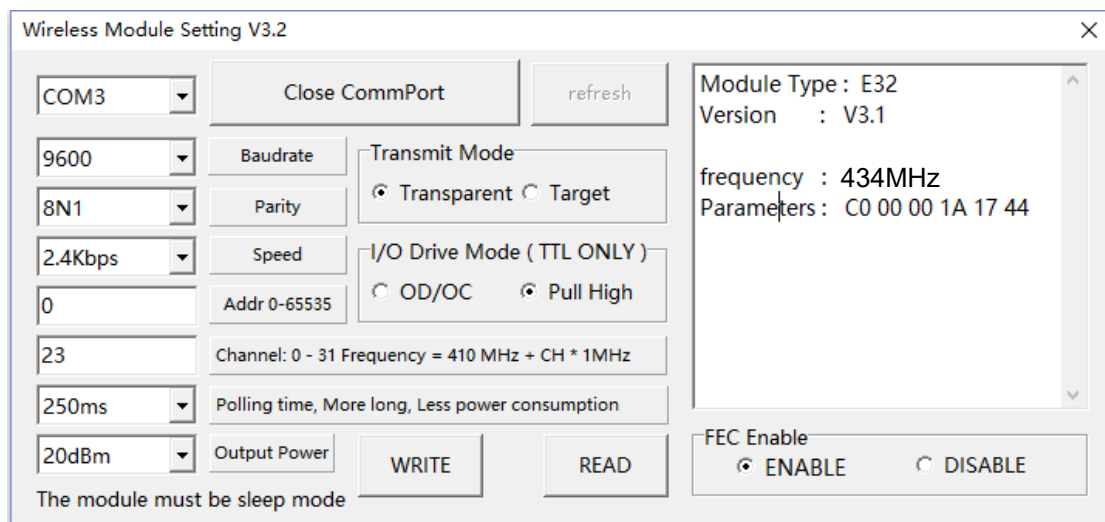 Wireless Module Setting V3.2
COM3
Close CommPort
refresh
9600
Baudrate
8N1
Parity
2.4Kbps
Speed
0
Addr 0-65535
Transmit Mode
Transparent
Target
I/O Drive Mode ( TTL ONLY )
OD/OC
Pull High
23
Channel: 0 - 31 Frequency = 410 MHz + CH * 1MHz
250ms
Polling time, More long, Less power consumption
20dBm
Output Power
WRITE
READ
The module must be sleep mode
Module Type : E32
Version : V3.1
frequency : 434MHz
Parameters : C0 00 00 1A 17 44
FEC Enable
ENABLE
DISABLE